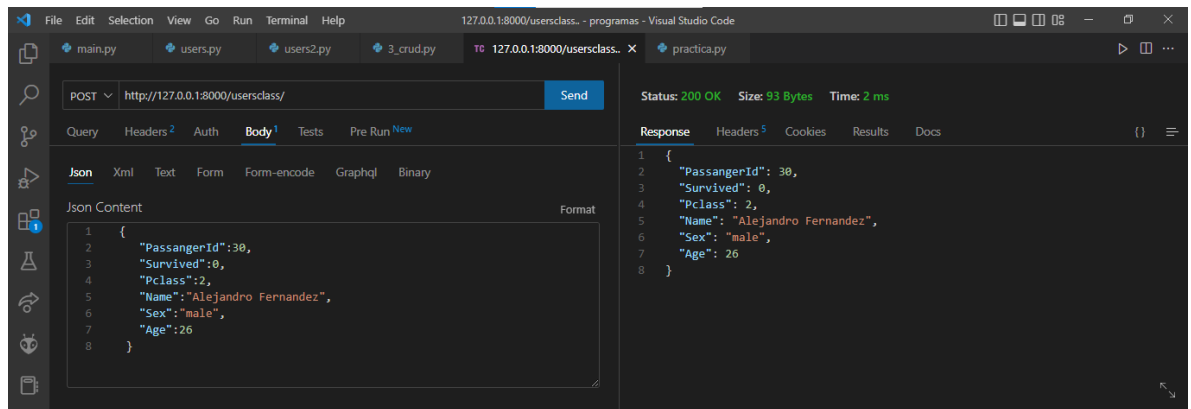 File Edit Selection View Go Run Terminal Help 127.0.0.1:8000/usersclass.. - programas - Visual Studio Code
main.py users.py users2.py 3_crud.py TC 127.0.0.1:8000/usersclass.. practica.py
POST http://127.0.0.1:8000/usersclass/ Send
Query Headers 2 Auth Body 1 Tests Pre Run New
Json Xml Text Form Form-encode Graphql Binary
Json Content Format
1 {
2 "PassangerId":30,
3 "Survived":0,
4 "Pclass":2,
5 "Name":"Alejandro Fernandez",
6 "Sex":"male",
7 "Age":26
8 }
1
Status: 200 OK Size: 93 Bytes Time: 2 ms
Response Headers 5 Cookies Results Docs {}
1 {
2 "PassangerId": 30,
3 "Survived": 0,
4 "Pclass": 2,
5 "Name": "Alejandro Fernandez",
6 "Sex": "male",
7 "Age": 26
8 }